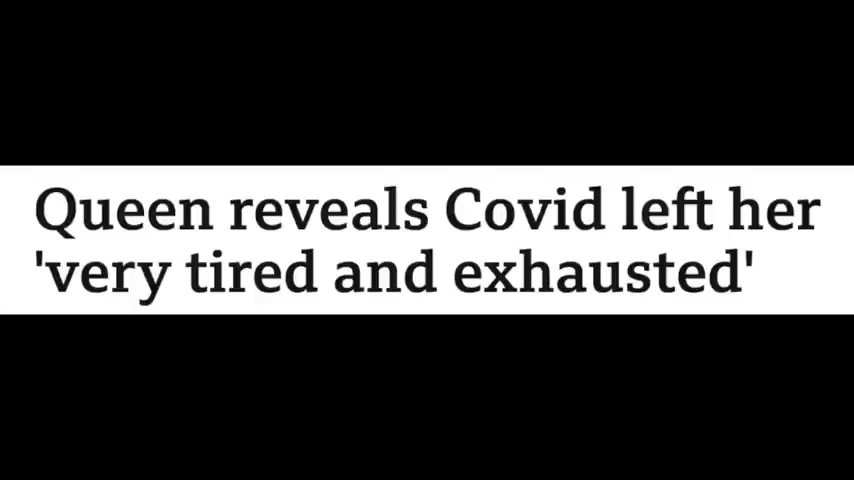 Queen reveals Covid left her
'very tired and exhausted'